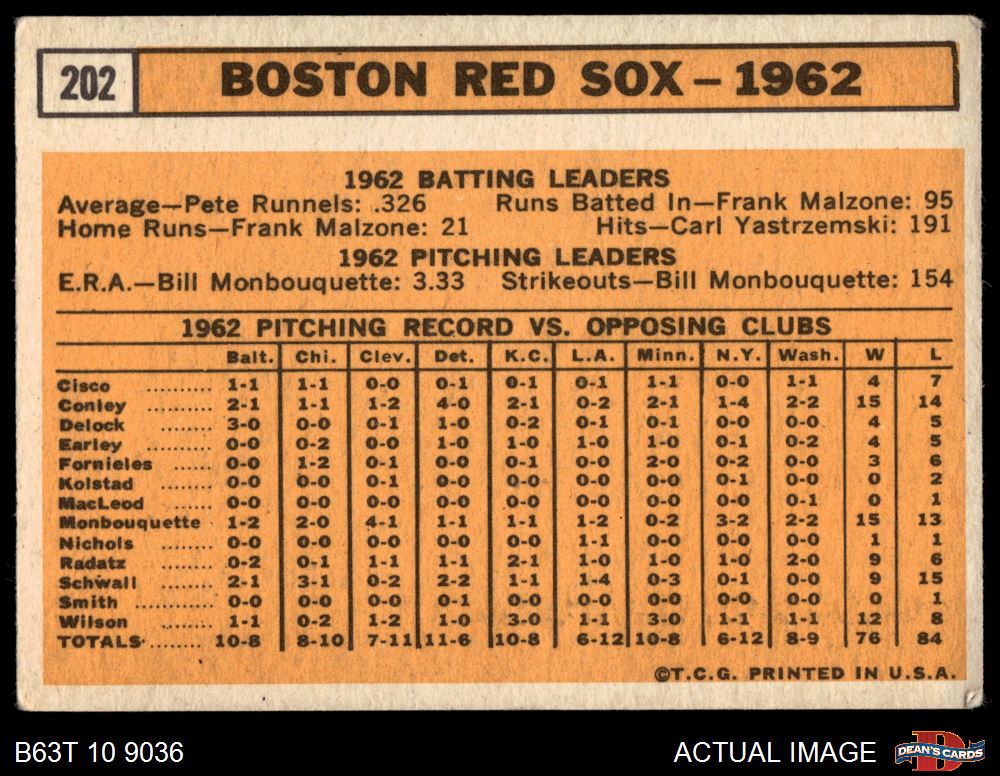 202 BOSTON RED SOX – 1962
1962 BATTING LEADERS
Average—Pete Runnels: .326 Runs Batted In—Frank Malzone: 95
Home Runs—Frank Malzone: 21 Hits—Carl Yastrzemski: 191
1962 PITCHING LEADERS
E.R.A.—Bill Monbouquette: 3.33 Strikeouts—Bill Monbouquette: 154
1962 PITCHING RECORD VS. OPPOSING CLUBS
Balt. Chi. Clev. Det. K.C. L.A. Minn. N.Y. Wash. W L
Cisco .......... 1-1 1-1 0-0 0-1 0-1 0-1 1-1 0-0 1-1 4 7
Conley .......... 2-1 1-1 1-2 4-0 2-1 0-2 2-1 1-4 2-2 15 14
Delock .......... 3-0 0-0 0-1 1-0 0-2 0-1 0-1 0-0 0-0 4 5
Earley .......... 0-0 0-2 0-0 1-0 1-0 1-0 1-0 0-1 0-2 4 5
Fornieles ...... 0-0 1-2 0-1 0-0 0-1 0-0 2-0 0-2 0-0 3 6
Kolstad ........ 0-0 0-0 0-1 0-0 0-0 0-0 0-0 0-1 0-0 0 2
MacLeod ...... 0-0 0-0 0-0 0-0 0-0 0-0 0-0 0-0 0-1 0 1
Monbouquette . 1-2 2-0 4-1 1-1 1-1 1-2 0-2 3-2 2-2 15 13
Nichols ........ 0-0 0-0 0-0 0-0 0-0 1-1 0-0 0-0 0-0 1 1
Radatz ........ 0-2 0-1 1-1 1-1 2-1 1-0 1-0 1-0 2-0 9 6
Schwall ........ 2-1 3-1 0-2 2-2 1-1 1-4 0-3 0-1 0-0 9 15
Smith ............ 0-0 0-0 0-0 0-1 0-0 0-0 0-0 0-0 0-0 0 1
Wilson ........ 1-1 0-2 1-2 1-0 3-0 1-1 3-0 1-1 1-1 12 8
TOTALS ........ 10-8 8-10 7-11 11-6 10-8 6-12 10-8 6-12 8-9 76 84
©T.C.G. PRINTED IN U.S.A.
B63T 10 9036 ACTUAL IMAGE DEAN'S CARDS